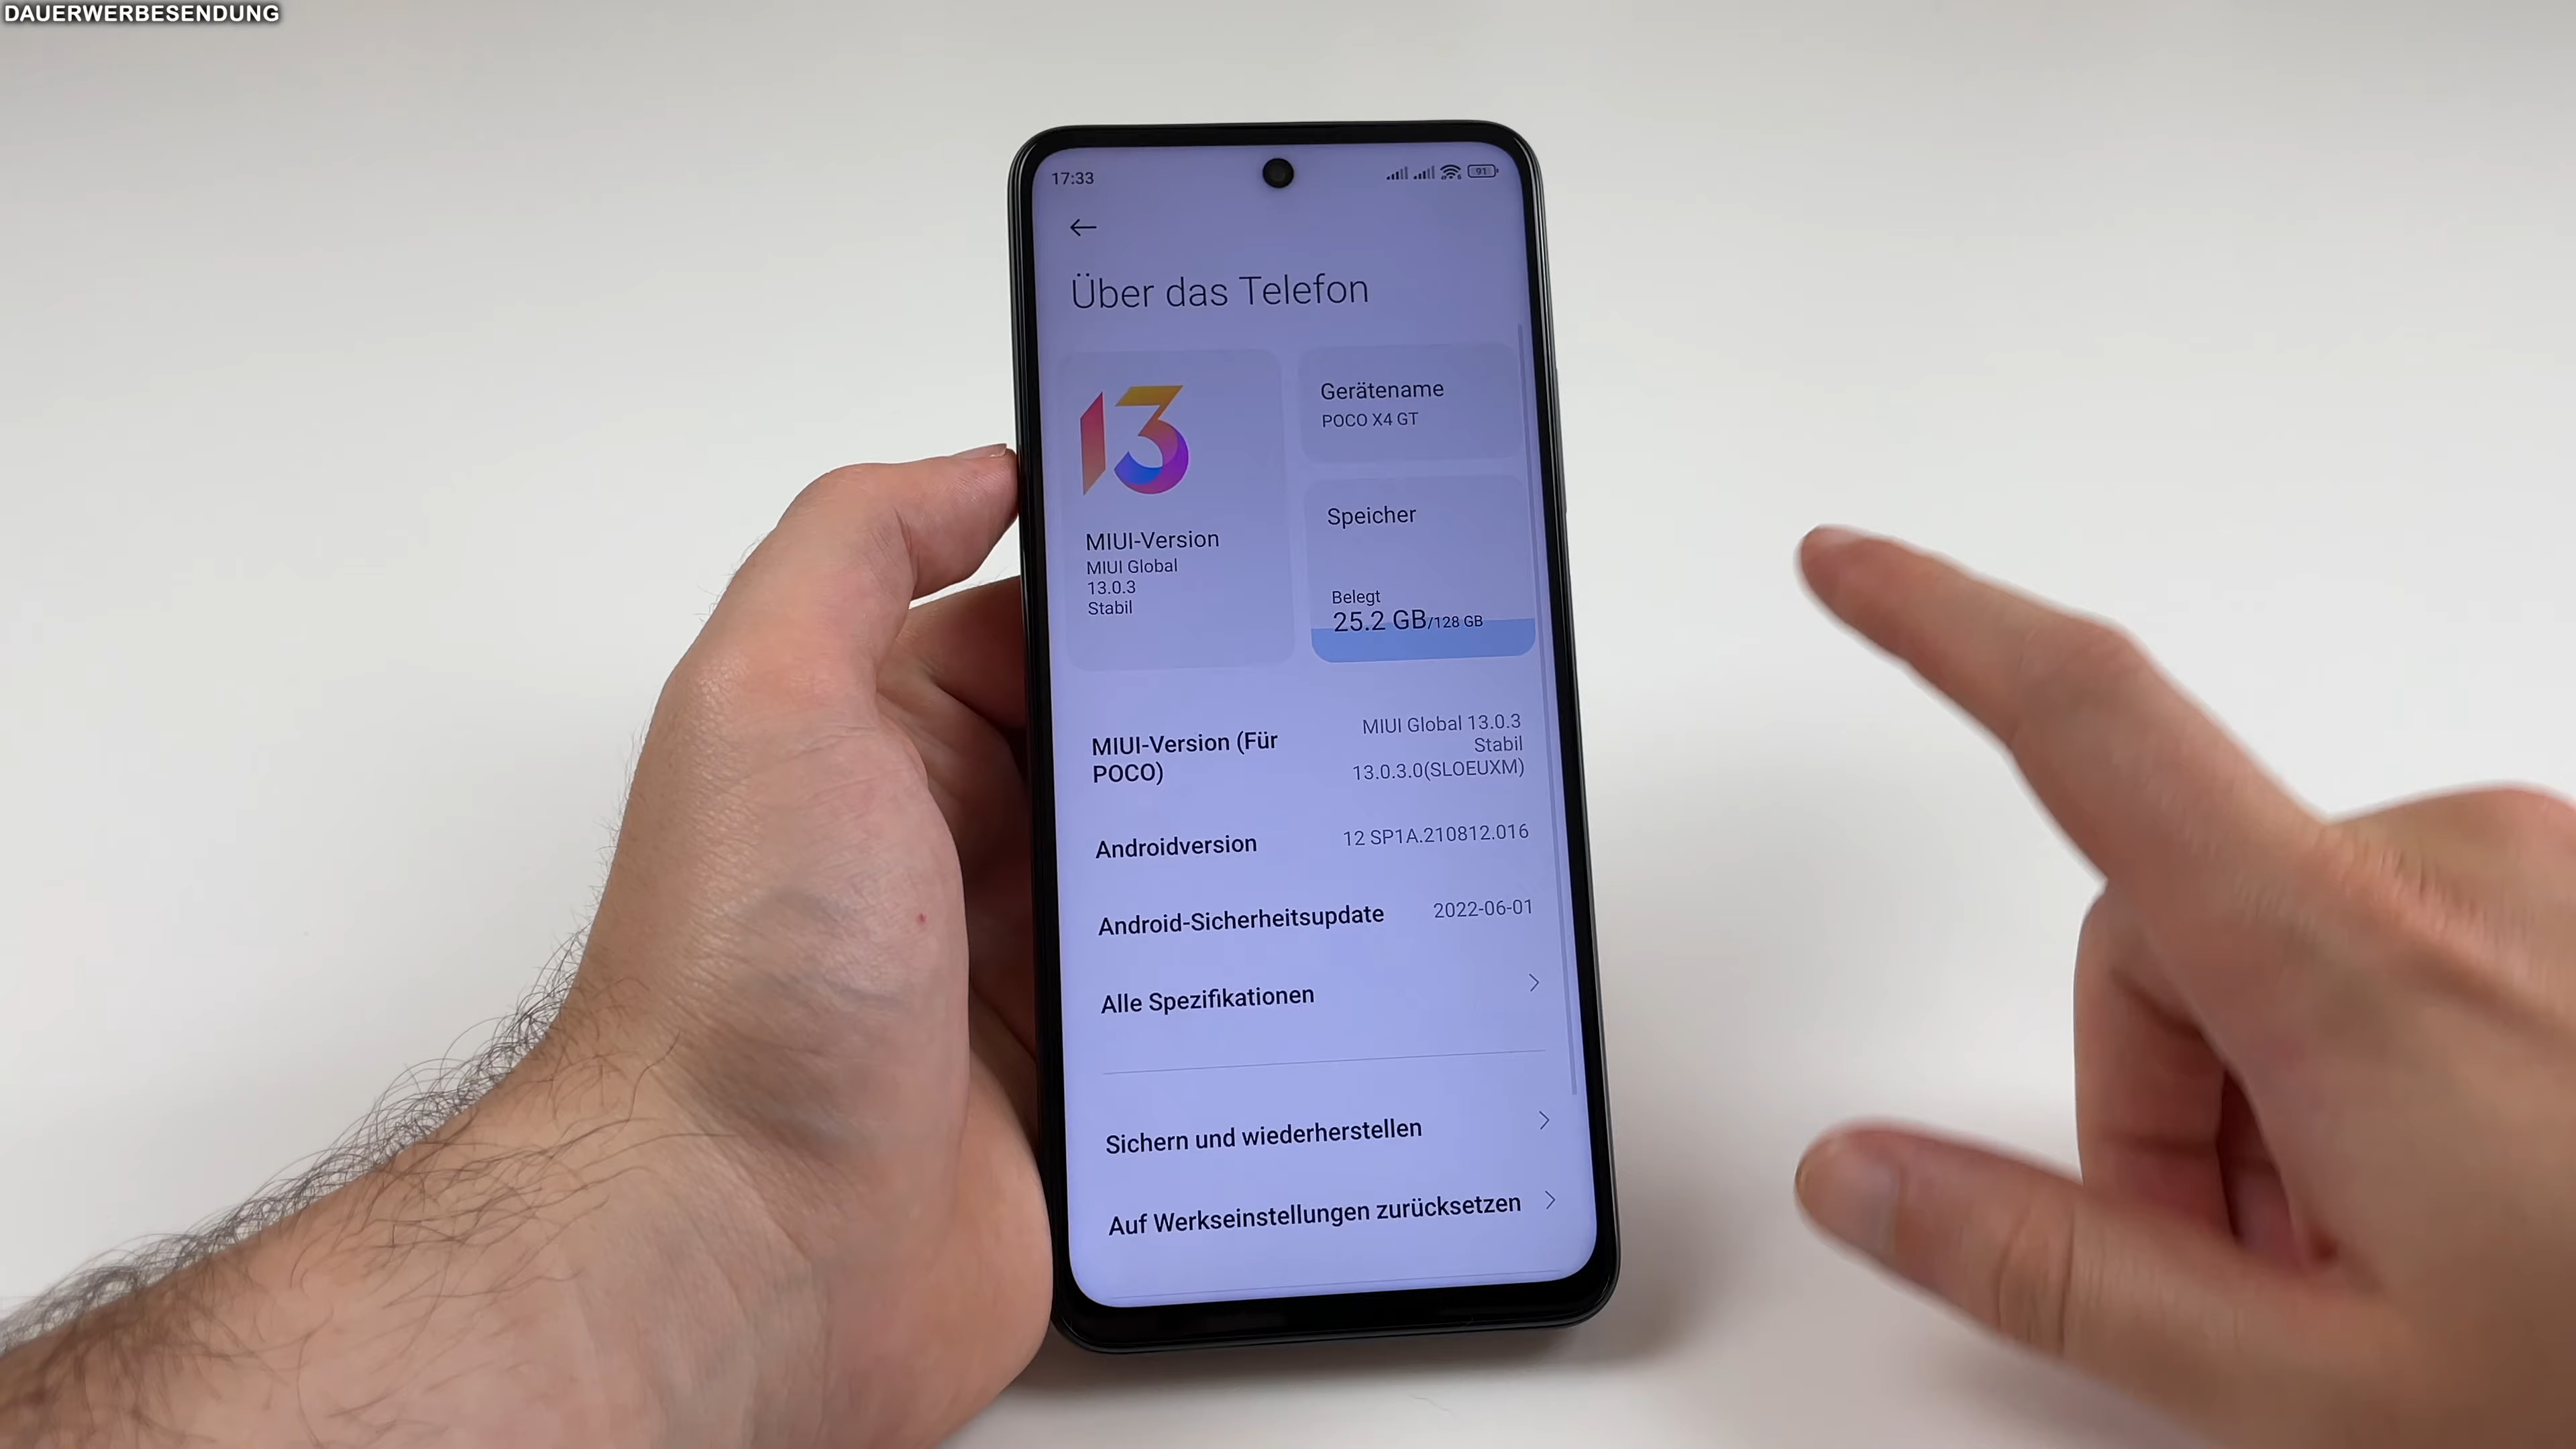 DAUERWERBESENDUNG
17:33
91
Über das Telefon
13
MIUI-Version
MIUI Global
13.0.3
Stabil
Gerätename
POCO X4 GT
Speicher
Belegt
25.2 GB/128 GB
MIUI-Version (Für
POCO)
MIUI Global 13.0.3
Stabil
13.0.3.0(SLOEUXM)
Androidversion
12 SP1A.210812.016
Android-Sicherheitsupdate
2022-06-01
Alle Spezifikationen
Sichern und wiederherstellen
Auf Werkseinstellungen zurücksetzen